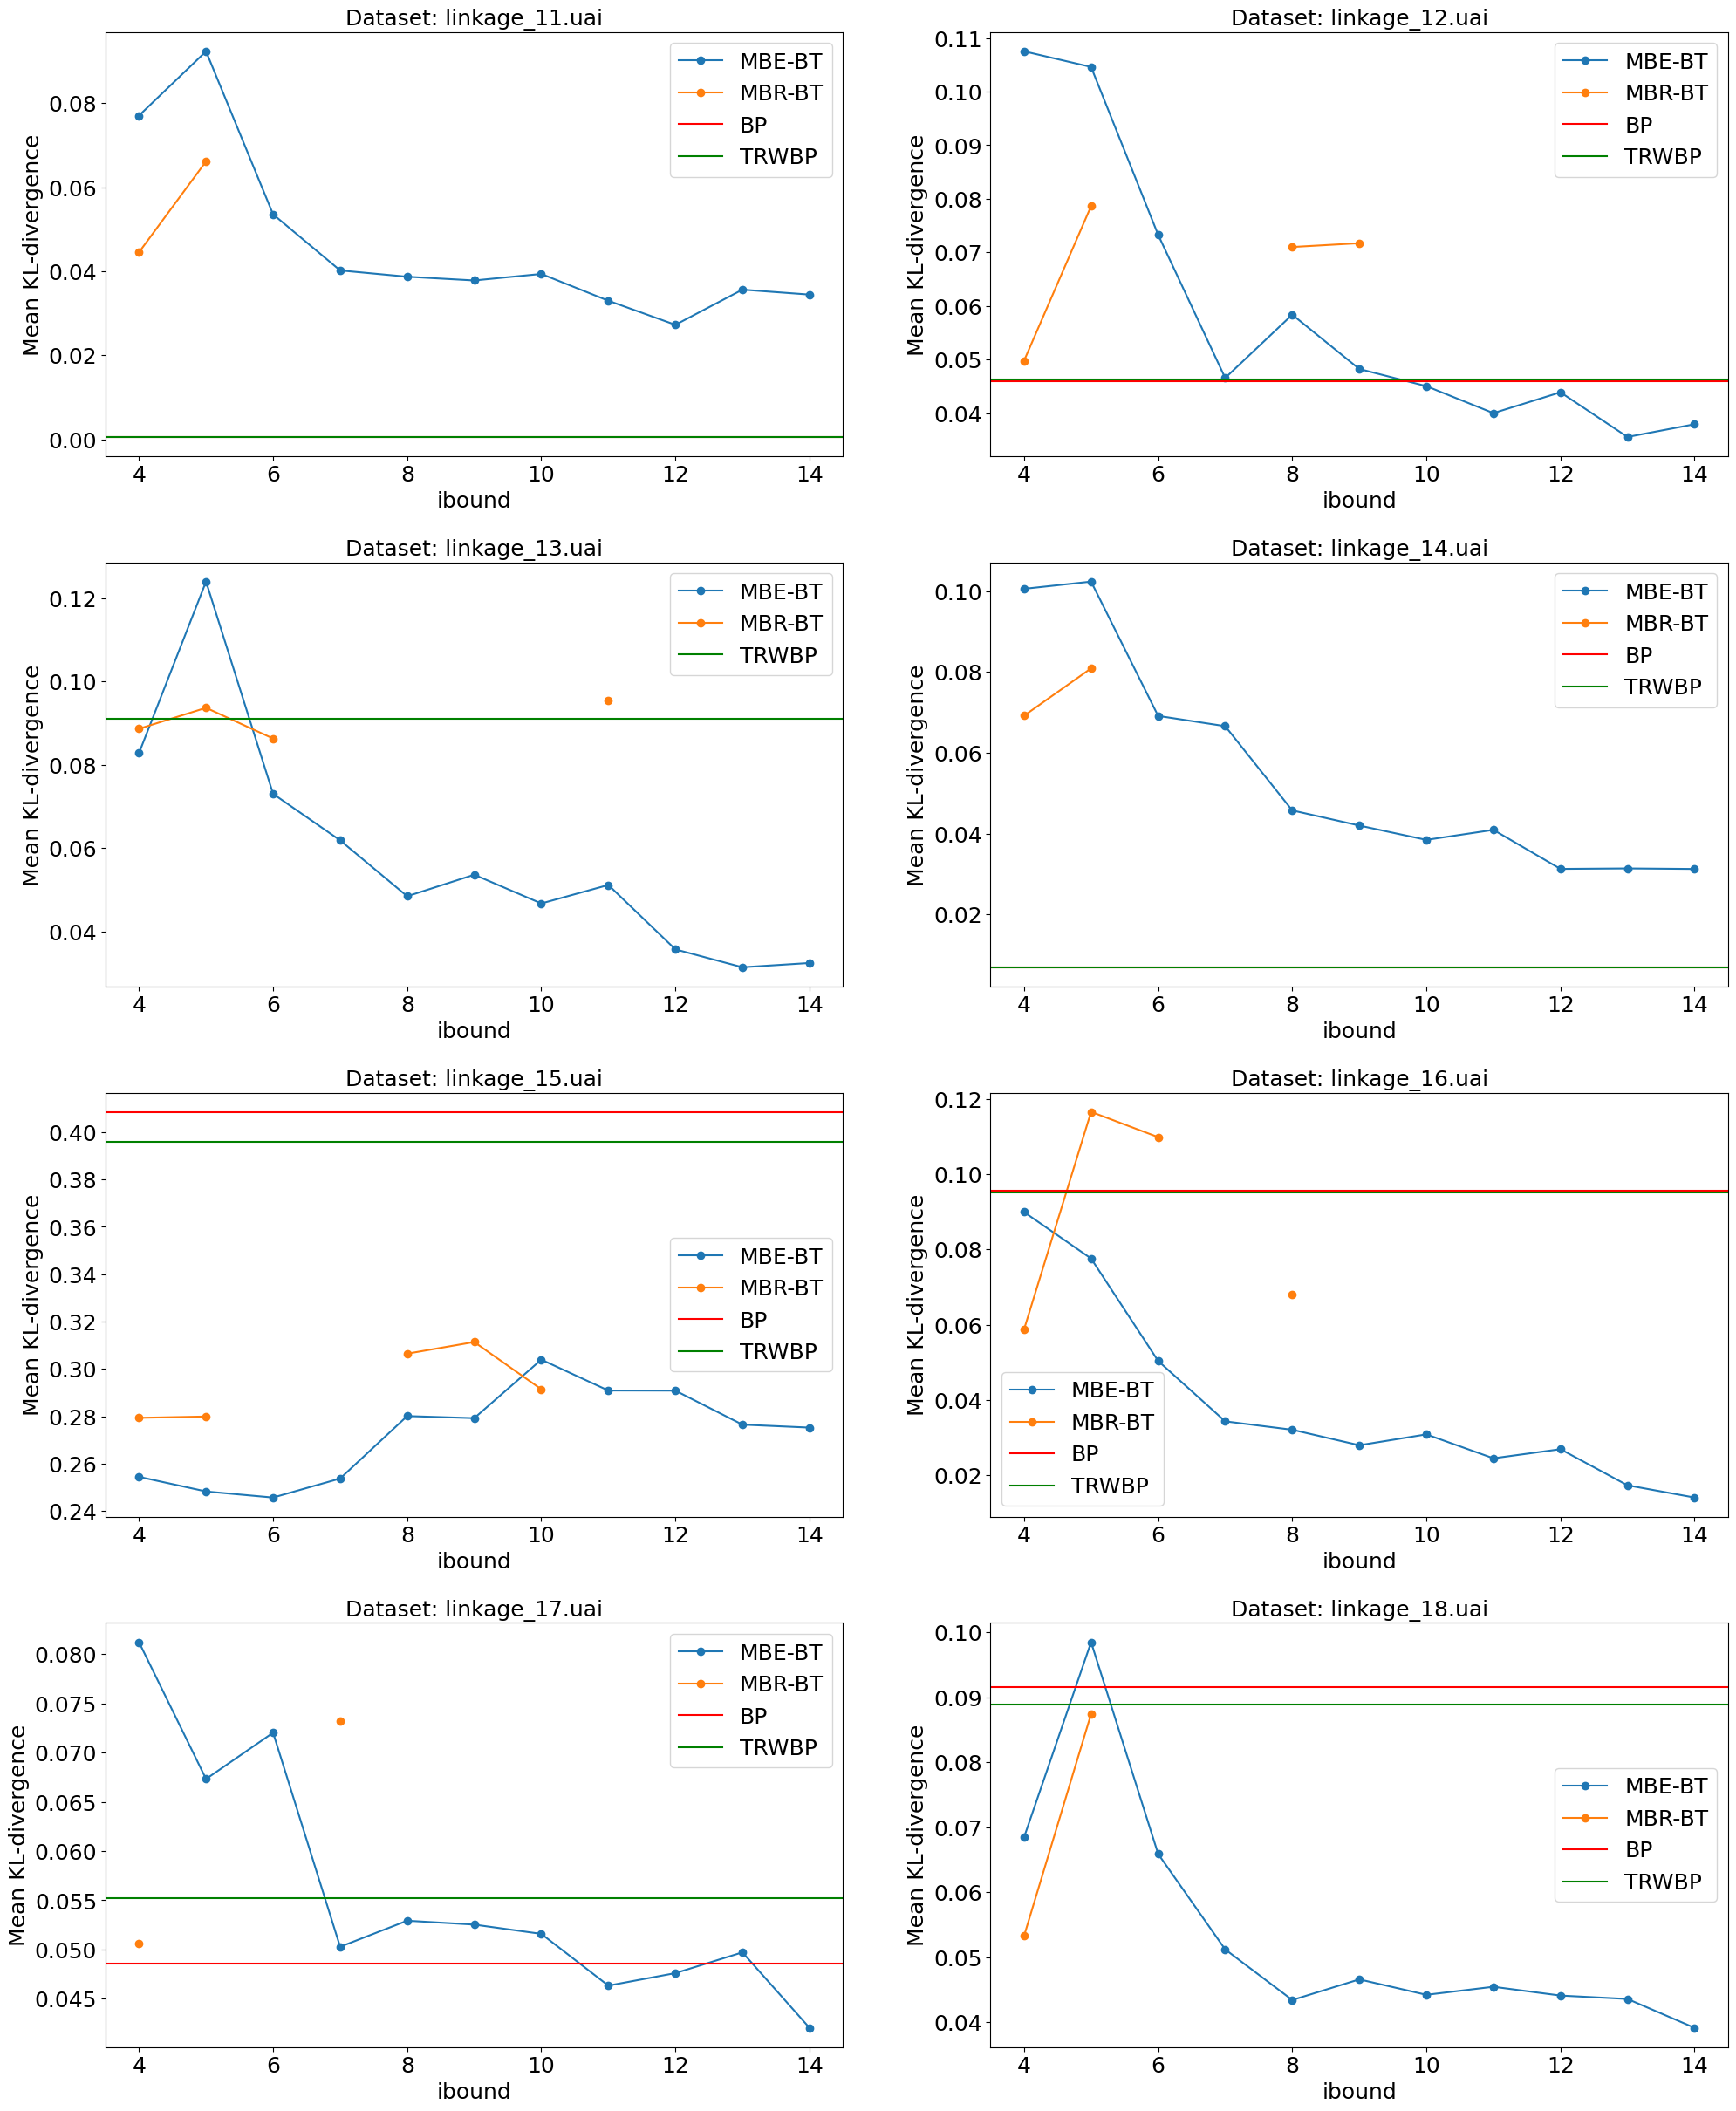 Dataset: linkage_11.uai
Mean KL-divergence
0.08
0.06
0.04
0.02
0.00
MBE-BT
MBR-BT
BP
TRWBP
4 6 8 10 12 14
ibound
Dataset: linkage_12.uai
Mean KL-divergence
0.11
0.10
0.09
0.08
0.07
0.06
0.05
0.04
MBE-BT
MBR-BT
BP
TRWBP
4 6 8 10 12 14
ibound
Dataset: linkage_13.uai
Mean KL-divergence
0.12
0.10
0.08
0.06
0.04
MBE-BT
MBR-BT
TRWBP
4 6 8 10 12 14
ibound
Dataset: linkage_14.uai
Mean KL-divergence
0.10
0.08
0.06
0.04
0.02
MBE-BT
MBR-BT
BP
TRWBP
4 6 8 10 12 14
ibound
Dataset: linkage_15.uai
Mean KL-divergence
0.40
0.38
0.36
0.34
0.32
0.30
0.28
0.26
0.24
MBE-BT
MBR-BT
BP
TRWBP
4 6 8 10 12 14
ibound
Dataset: linkage_16.uai
Mean KL-divergence
0.12
0.10
0.08
0.06
0.04
0.02
MBE-BT
MBR-BT
BP
TRWBP
4 6 8 10 12 14
ibound
Dataset: linkage_17.uai
Mean KL-divergence
0.080
0.075
0.070
0.065
0.060
0.055
0.050
0.045
MBE-BT
MBR-BT
BP
TRWBP
4 6 8 10 12 14
ibound
Dataset: linkage_18.uai
Mean KL-divergence
0.10
0.09
0.08
0.07
0.06
0.05
0.04
MBE-BT
MBR-BT
BP
TRWBP
4 6 8 10 12 14
ibound